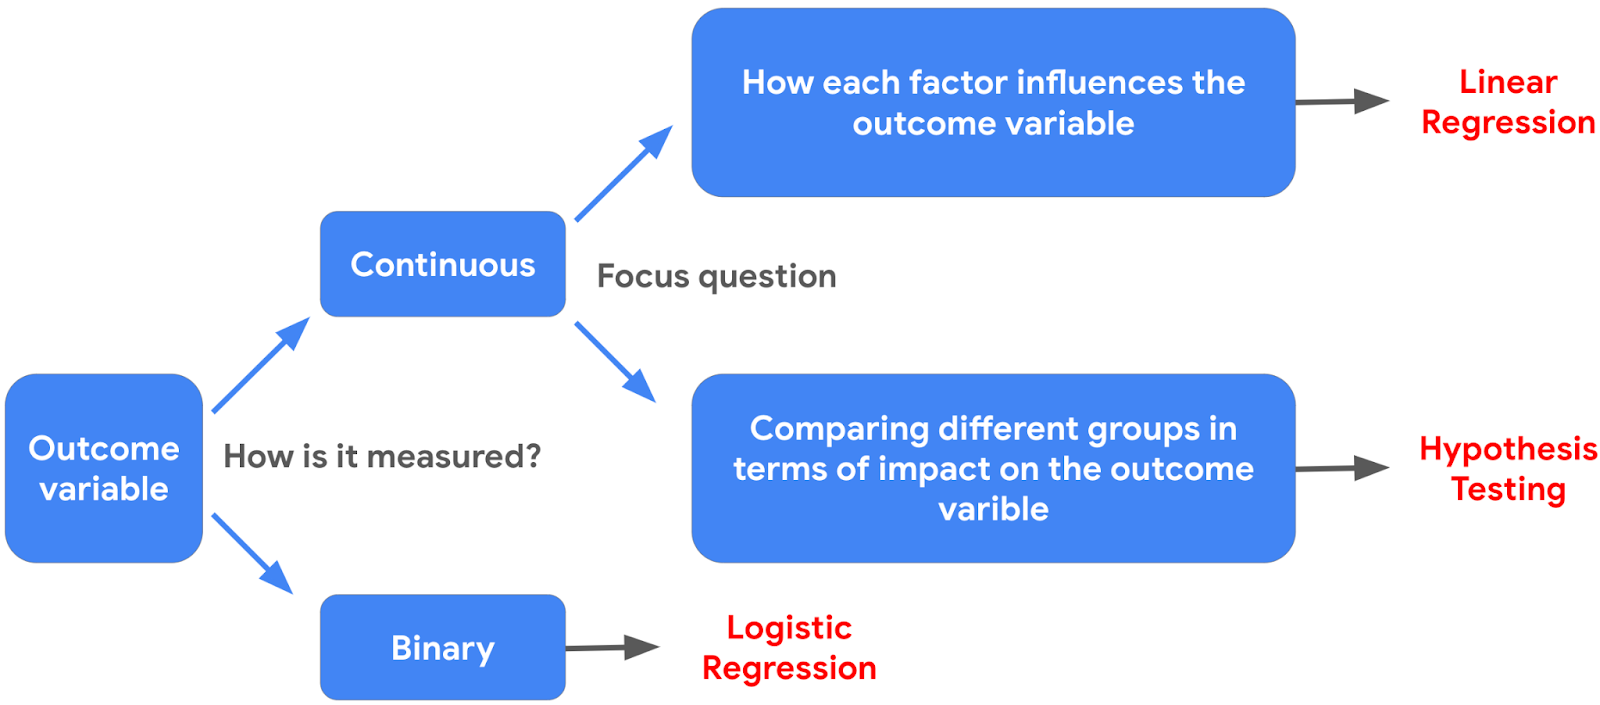 How each factor influences the
outcome variable
Linear
Regression
Continuous
Focus question
Outcome
variable
How is it measured?
Comparing different groups in
terms of impact on the outcome
varible
Hypothesis
Testing
Binary
Logistic
Regression